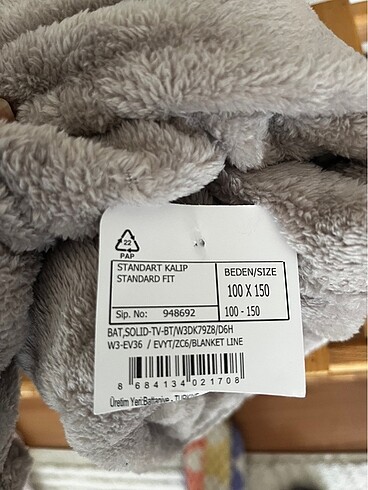 22
PAP
STANDART KALIP
STANDARD FIT
BEDEN/SIZE
100 X 150
Sip. No: 948692
100 - 150
BAT,SOLID-TV-BT/W3DK79Z8/D6H
W3-EV36 / EVYT/ZC6/BLANKET LINE
8 684134 021708
Üretim Yeri:Battaniye -